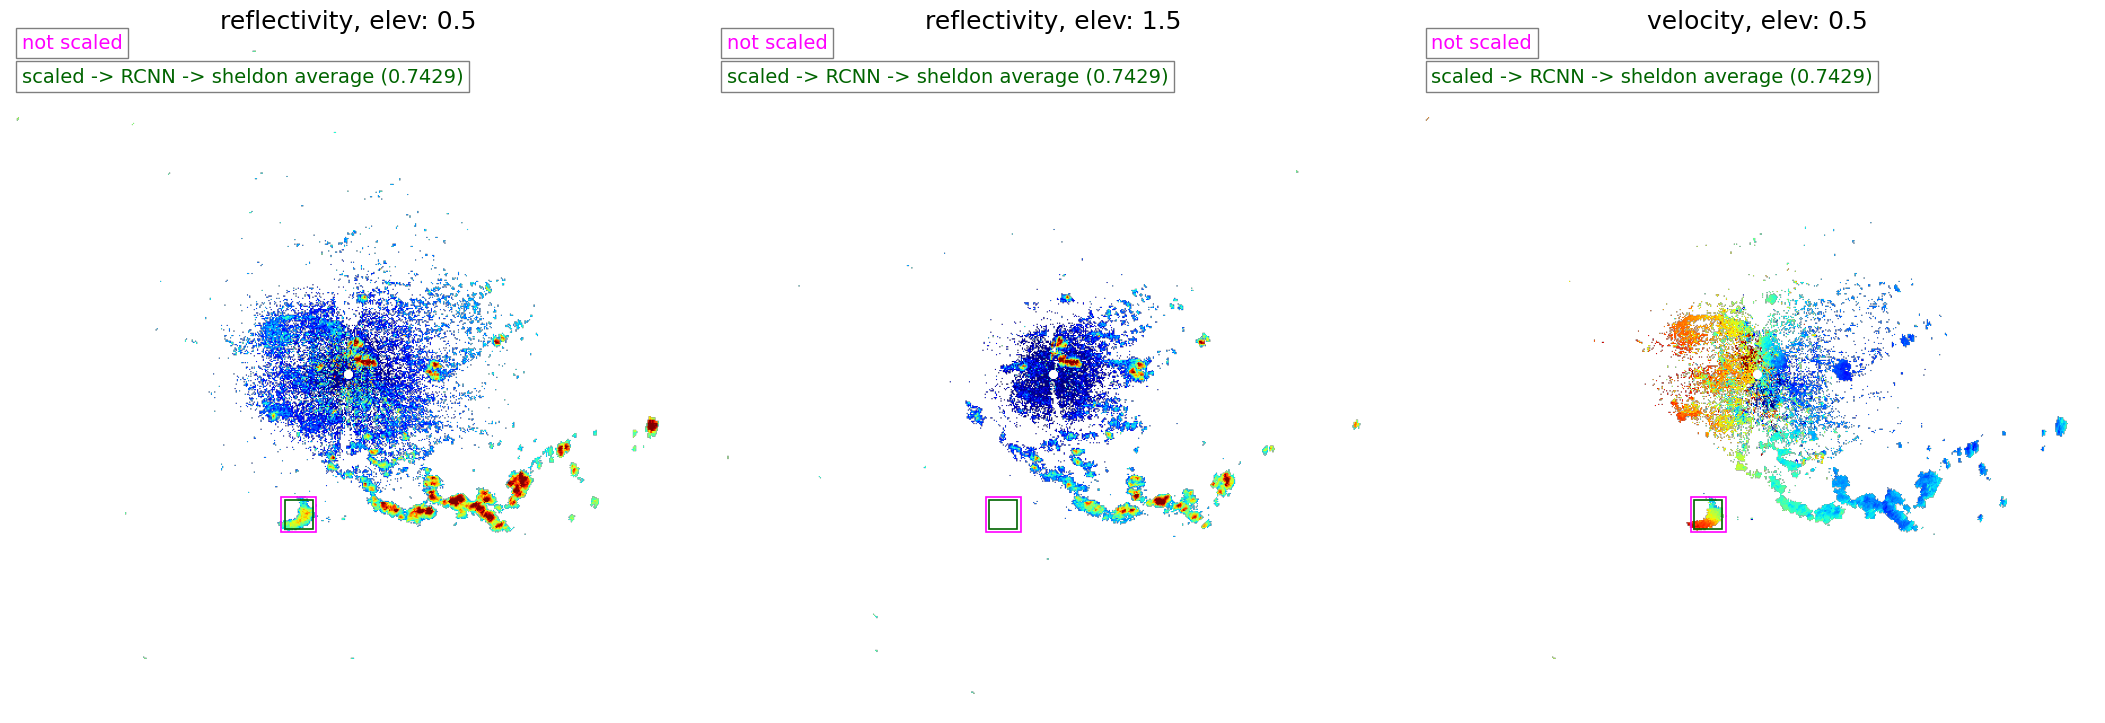 reflectivity, elev: 0.5
not scaled
scaled -> RCNN -> sheldon average (0.7429)
reflectivity, elev: 1.5
not scaled
scaled -> RCNN -> sheldon average (0.7429)
velocity, elev: 0.5
not scaled
scaled -> RCNN -> sheldon average (0.7429)